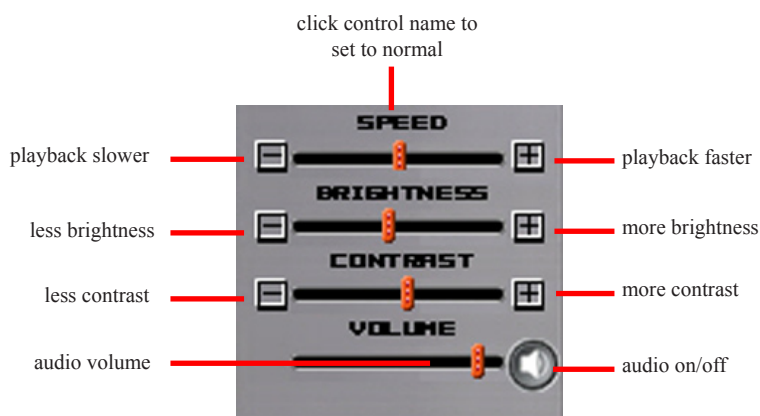 click control name to
set to normal
SPEED
playback slower
playback faster
BRIGHTNESS
less brightness
more brightness
CONTRAST
less contrast
more contrast
VOLUME
audio volume
audio on/off